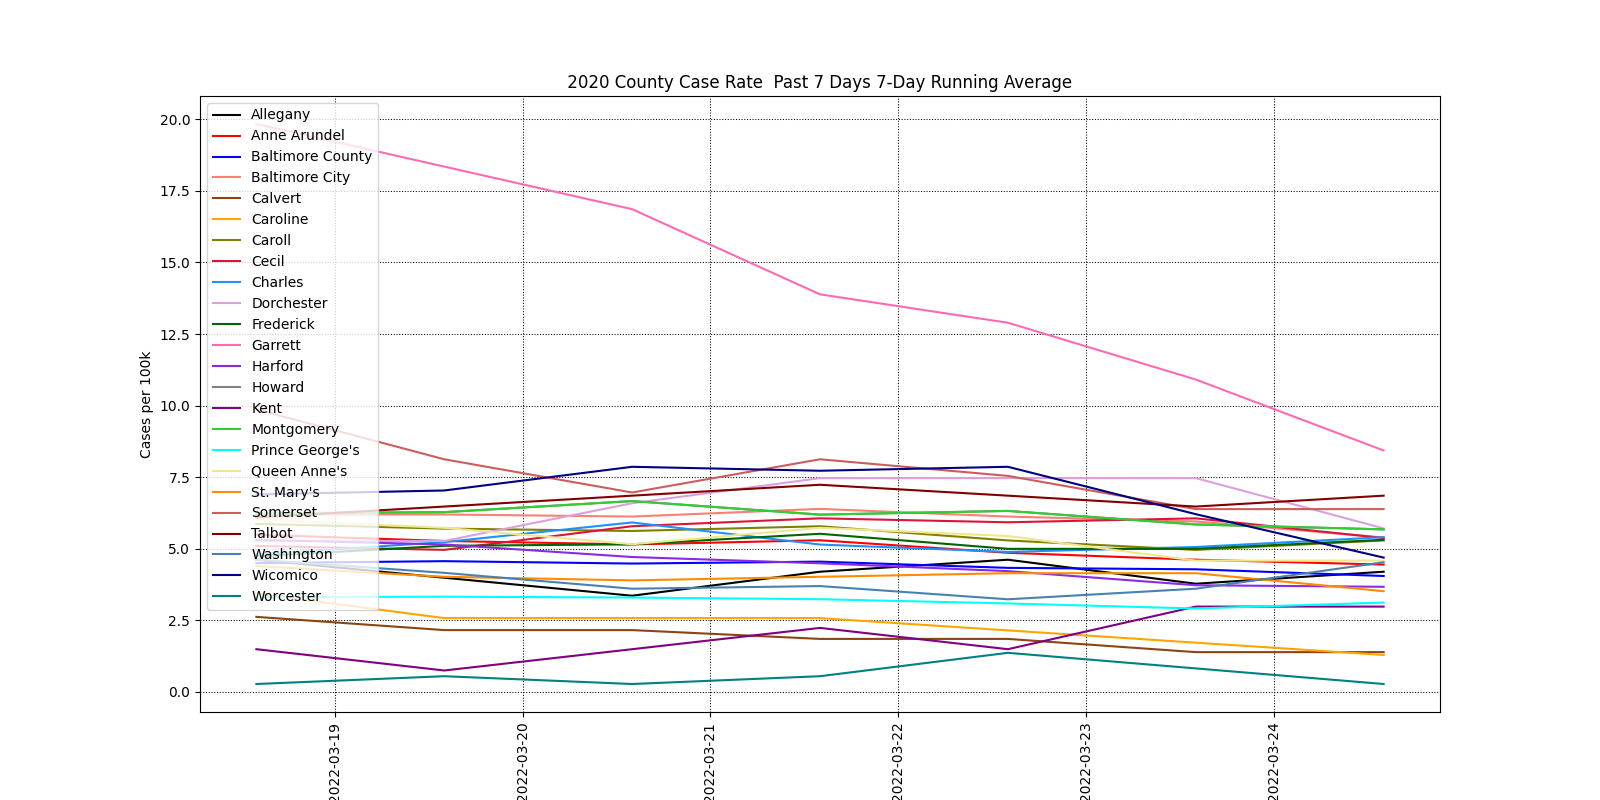 2020 County Case Rate  Past 7 Days 7-Day Running Average
Cases per 100k
20.0
17.5
15.0
12.5
10.0
7.5
5.0
2.5
0.0
Allegany
Anne Arundel
Baltimore County
Baltimore City
Calvert
Caroline
Caroll
Cecil
Charles
Dorchester
Frederick
Garrett
Harford
Howard
Kent
Montgomery
Prince George's
Queen Anne's
St. Mary's
Somerset
Talbot
Washington
Wicomico
Worcester
2022-03-19
2022-03-20
2022-03-21
2022-03-22
2022-03-23
2022-03-24